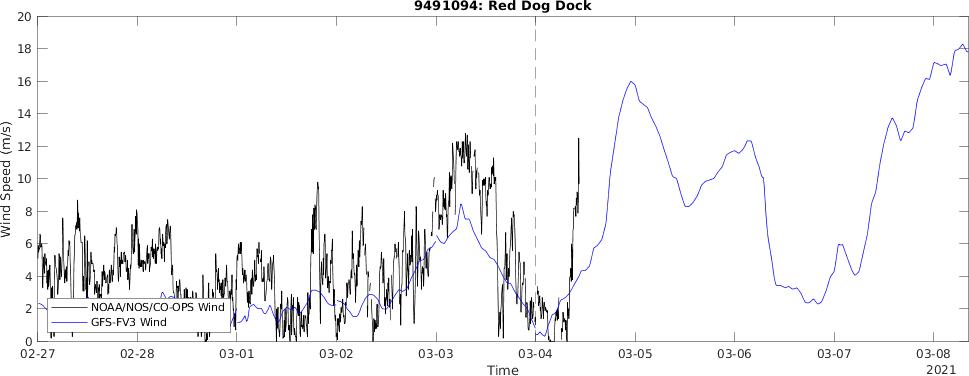 9491094: Red Dog Dock
20
18
16
14
12
10
8
6
4
2
0
Wind Speed (m/s)
NOAA/NOS/CO-OPS Wind
GFS-FV3 Wind
02-27 02-28 03-01 03-02 03-03 03-04 03-05 03-06 03-07 03-08
Time
2021